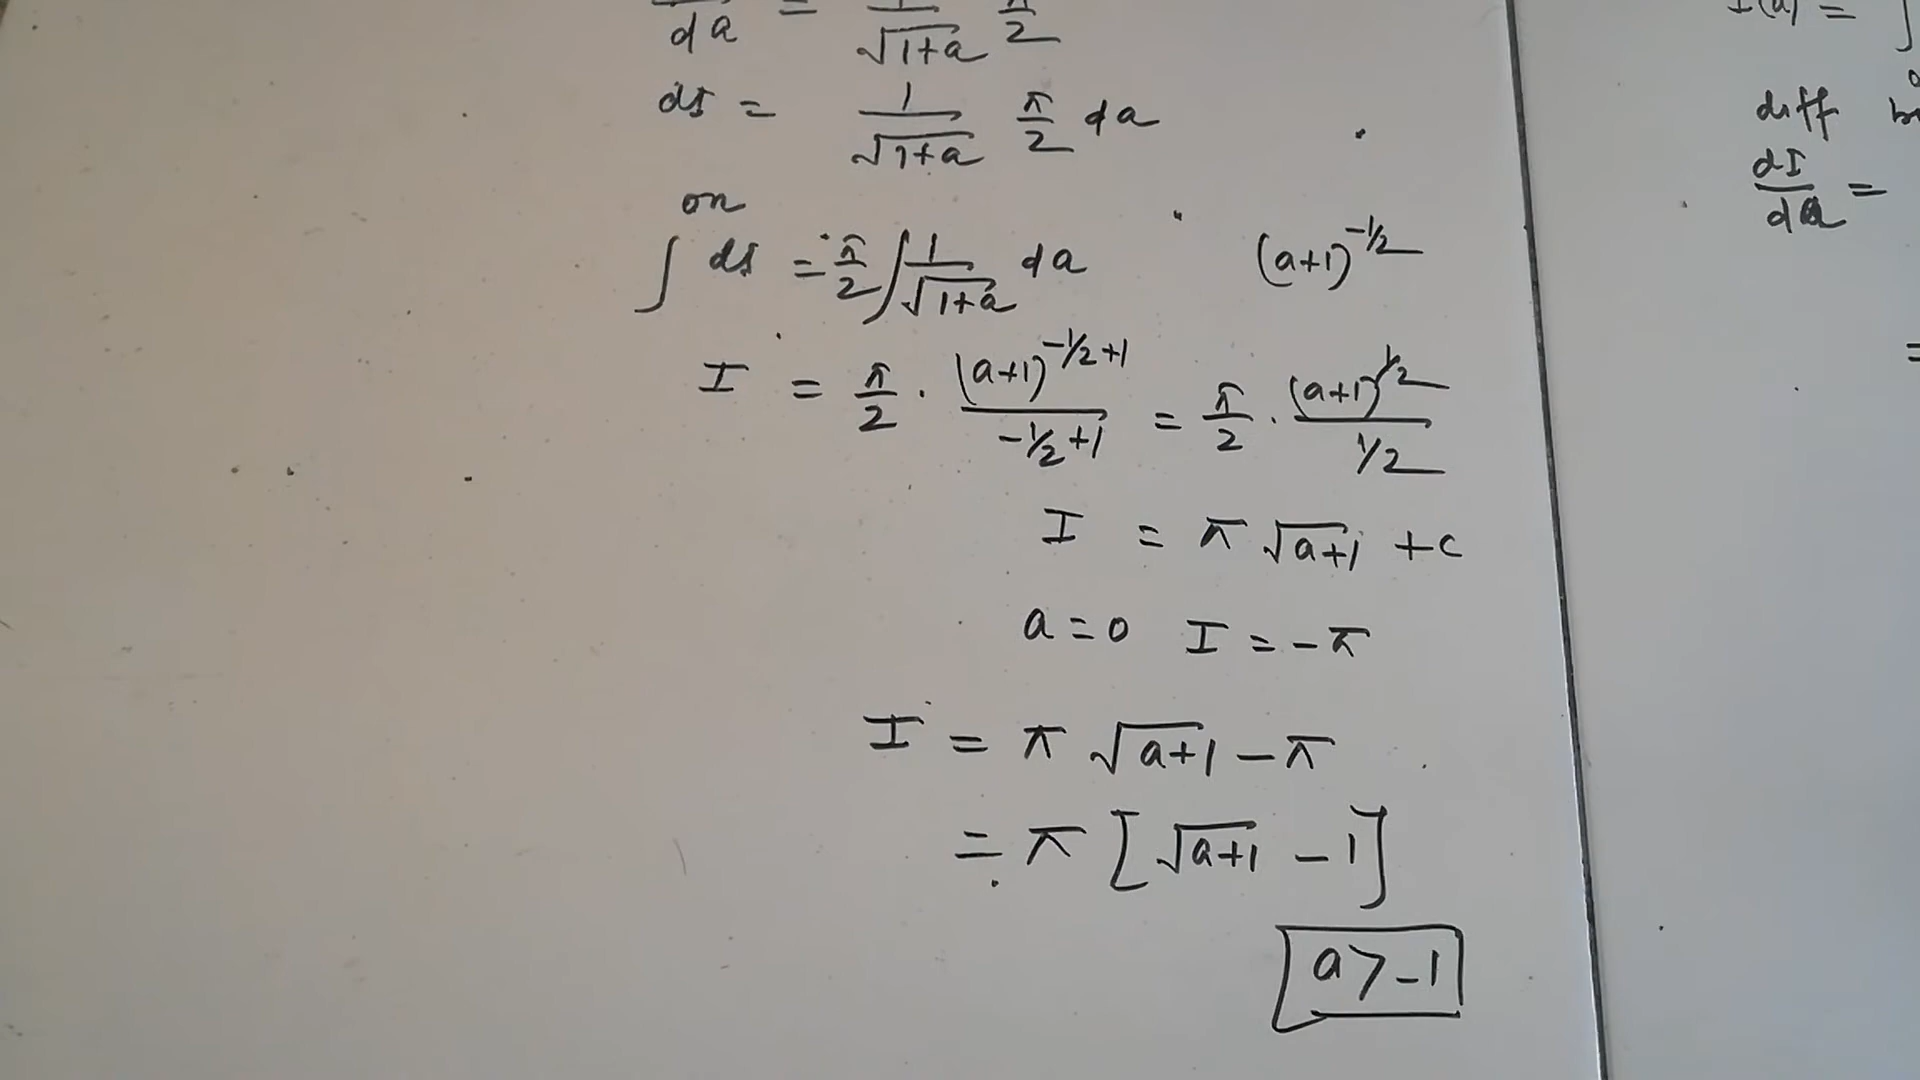 da = √(1+a) π/2
dI = 1/√(1+a) π/2 da
on
∫ dI = π/2 ∫ 1/√(1+a) da (a+1)^(-1/2)
I = π/2 · (a+1)^(-1/2+1) / (-1/2+1) = π/2 · (a+1)^(1/2) / (1/2)
I = π √(a+1) + c
a = 0 I = -π
I = π √(a+1) - π
= π [√(a+1) - 1]
a > -1
I(a) = ∫
diff
dI/da =
=